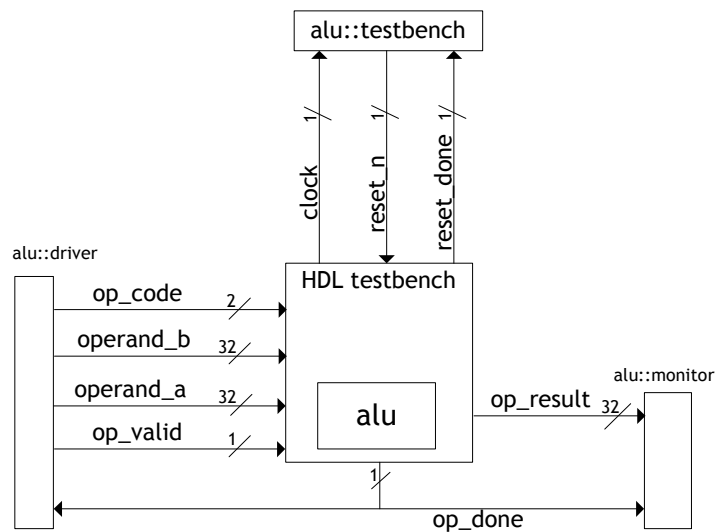 alu::testbench
1
1
1
clock
reset_n
reset_done
alu::driver
HDL testbench
op_code
2
operand_b
32
operand_a
32
op_valid
1
alu
alu::monitor
op_result
32
1
op_done